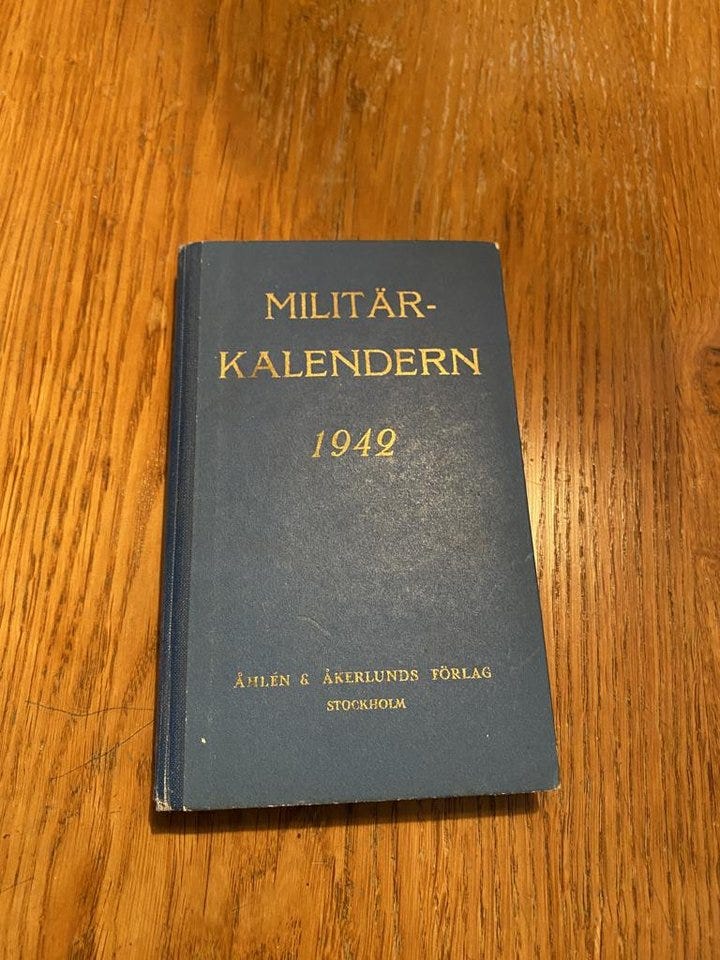 MILITÄR-
KALENDERN
1942
ÅHLÉN & ÅKERLUNDS FÖRLAG
STOCKHOLM